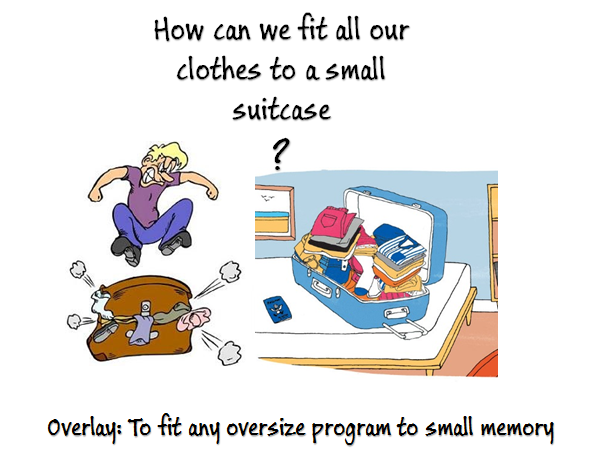 How can we fit all our
clothes to a small
suitcase
?
Overlay: To fit any oversize program to small memory